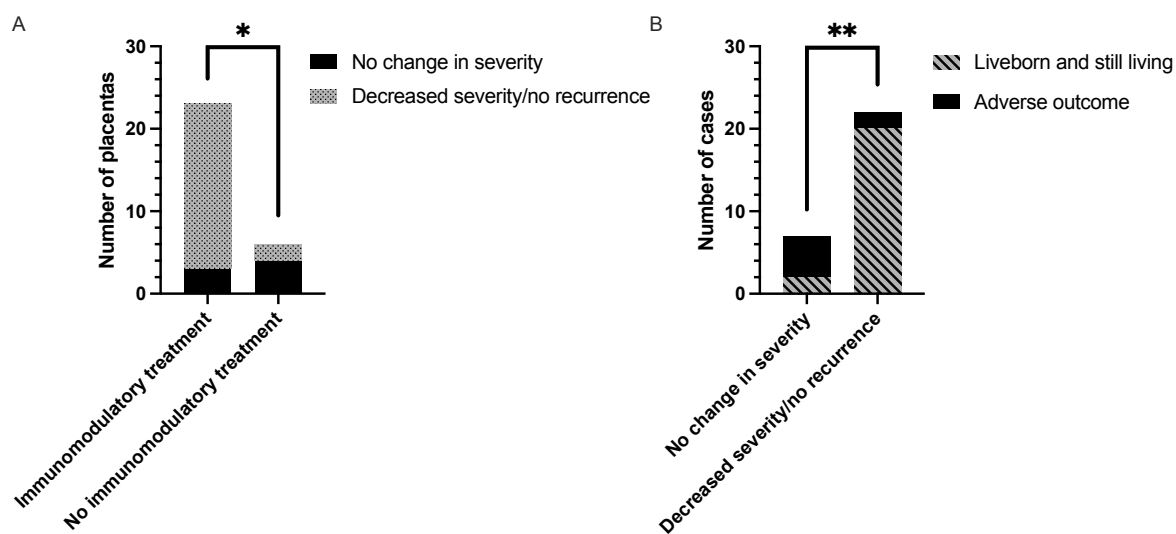 A
*
No change in severity
Decreased severity/no recurrence
Number of placentas
30
20
10
0
Immunomodulatory treatment
No immunomodulatory treatment
B
**
Liveborn and still living
Adverse outcome
Number of cases
30
20
10
0
No change in severity
Decreased severity/no recurrence